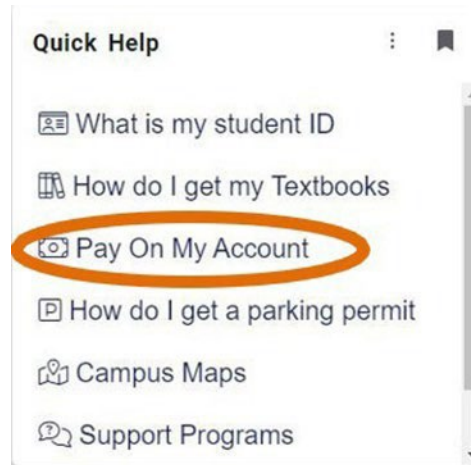 Quick Help
What is my student ID
How do I get my Textbooks
Pay On My Account
P How do I get a parking permit
Campus Maps
Support Programs